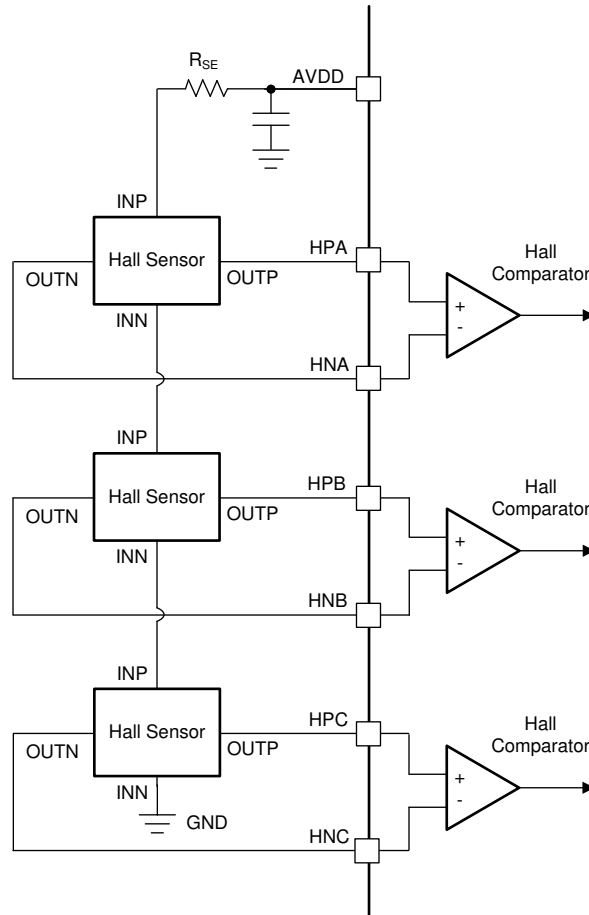 RSE
AVDD
INP
Hall Sensor
OUTN
OUTP
INN
HPA
HNA
Hall
Comparator
+
-
INP
Hall Sensor
OUTN
OUTP
INN
HPB
HNB
Hall
Comparator
+
-
INP
Hall Sensor
OUTN
OUTP
INN
GND
HPC
HNC
Hall
Comparator
+
-